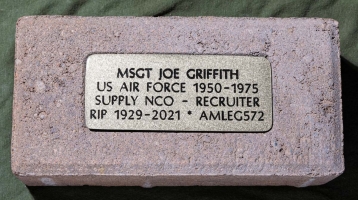 MSGT JOE GRIFFITH
US AIR FORCE 1950-1975
SUPPLY NCO - RECRUITER
RIP 1929-2021 * AMLEG572